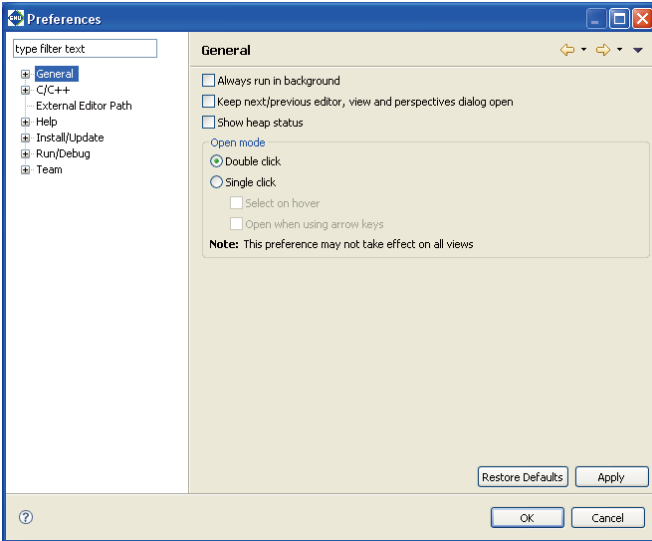 Preferences
type filter text
General
General
C/C++
External Editor Path
Help
Install/Update
Run/Debug
Team
Always run in background
Keep next/previous editor, view and perspectives dialog open
Show heap status
Open mode
Double click
Single click
Select on hover
Open when using arrow keys
Note: This preference may not take effect on all views
Restore Defaults
Apply
OK
Cancel